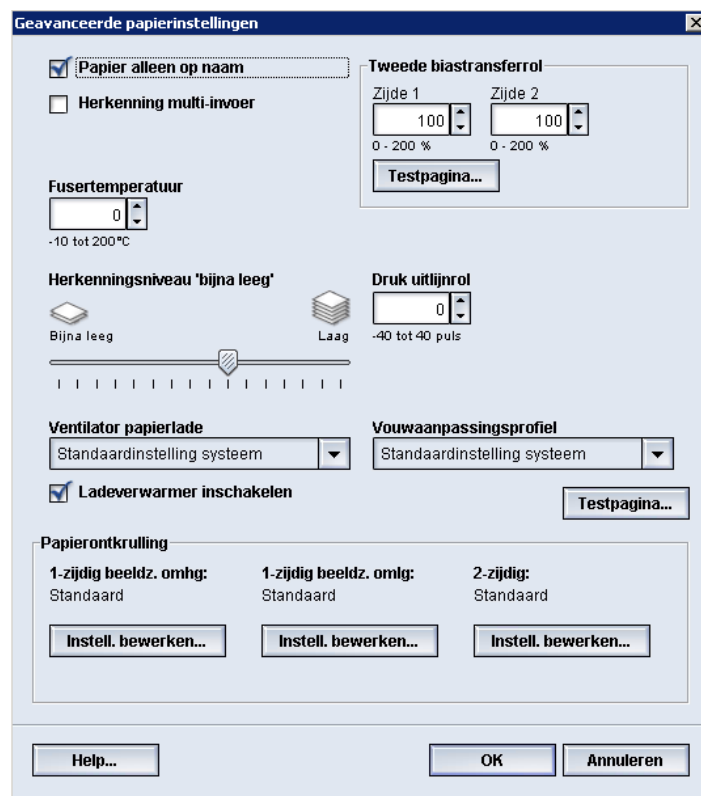 Geavanceerde papierinstellingen
Papier alleen op naam
Herkenning multi-invoer
Tweede biastransferrol
Zijde 1
Zijde 2
100
100
0 - 200 %
0 - 200 %
Testpagina...
Fusertemperatuur
0
-10 tot 200°C
Herkenningsniveau 'bijna leeg'
Bijna leeg
Laag
Druk uitlijnrol
0
-40 tot 40 puls
Ventilator papierlade
Standaardinstelling systeem
Vouwaanpassingsprofiel
Standaardinstelling systeem
Ladeverwarmer inschakelen
Testpagina...
Papierontkrulling
1-zijdig beeldz. omhg:
1-zijdig beeldz. omlg:
2-zijdig:
Standaard
Standaard
Standaard
Instell. bewerken...
Instell. bewerken...
Instell. bewerken...
Help...
OK
Annuleren